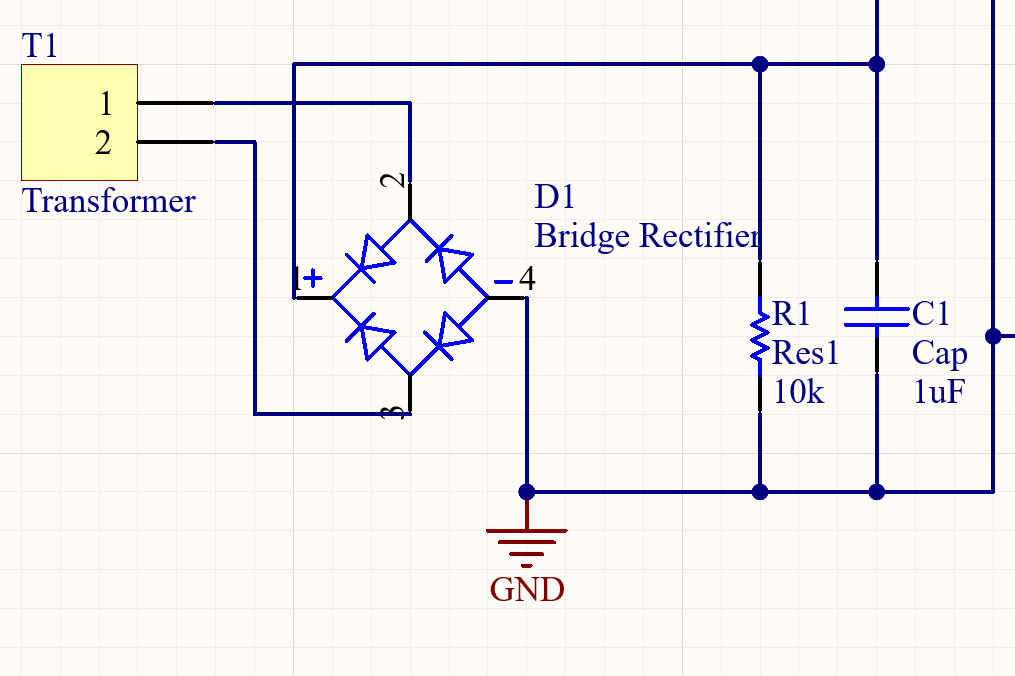 T1
1
2
Transformer
2
D1
Bridge Rectifier
1
+
-
4
R1
Res1
10k
C1
Cap
1uF
3
GND